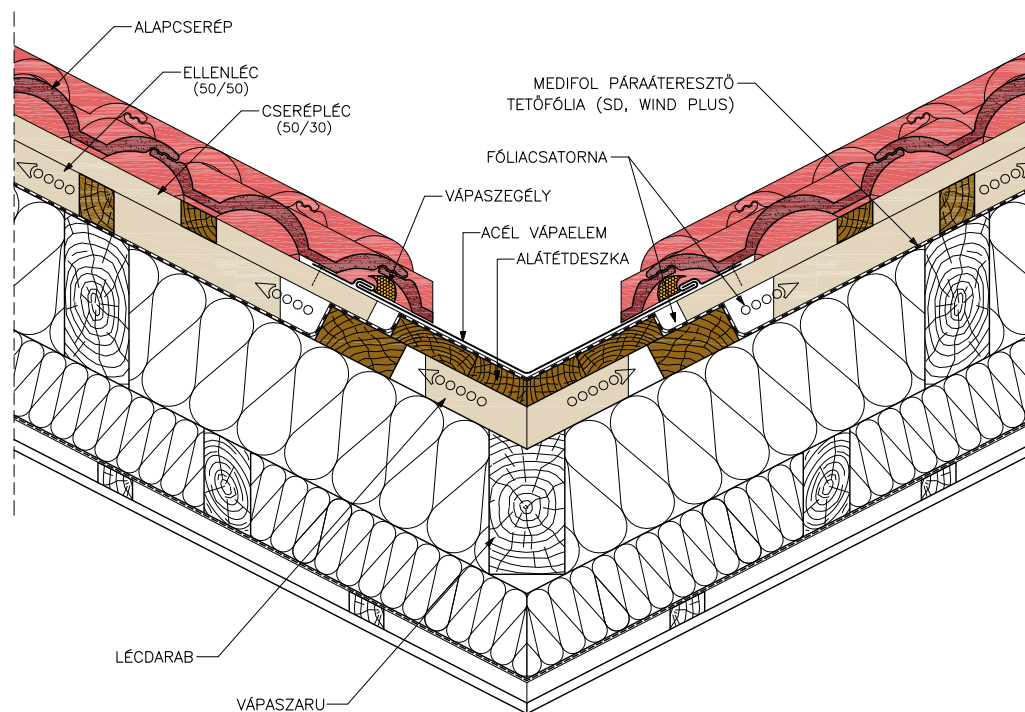 ALAPCSERÉP
ELLENLÉC
(50/50)
CSERÉPLÉC
(50/30)
MEDIFOL PÁRAÁTERESZTŐ
TETŐFÓLIA (SD, WIND PLUS)
FÓLIACSATORNA
VÁPASZEGÉLY
ACÉL VÁPAELEM
ALÁTÉTDESZKA
LÉCDARAB
VÁPASZARU